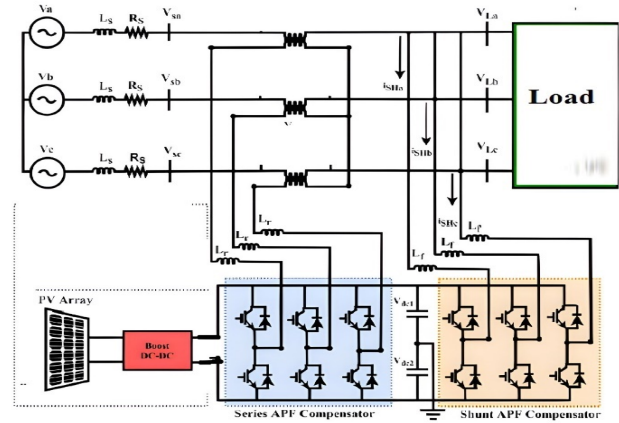 Va
Ls
Rs
Vsa
VLa
iSHa
Vb
Ls
Rs
Vsb
VLb
Load
iSHb
Vc
Ls
RS
Vsc
VLc
iSHc
Lr
Lr
Lr
Lf
Lf
Lf
PV Array
Boost
DC-DC
Vdc1
Vdc2
Series APF Compensator
Shunt APF Compensator